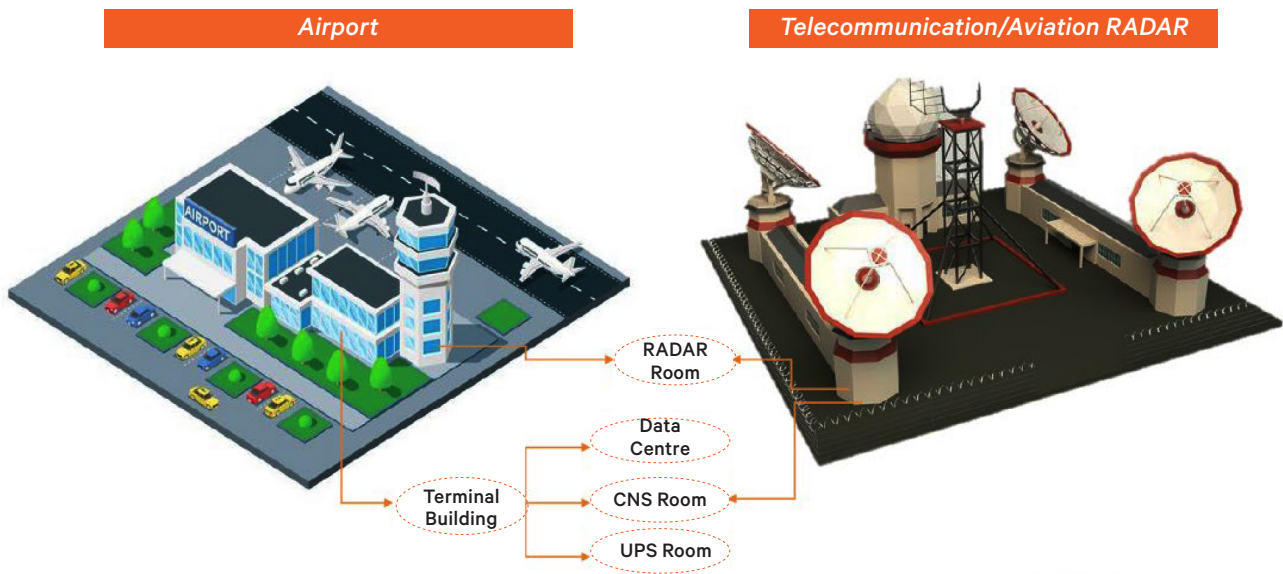 Airport
Telecommunication/Aviation RADAR
AIRPORT
RADAR
Room
Data
Centre
Terminal
Building
CNS Room
UPS Room